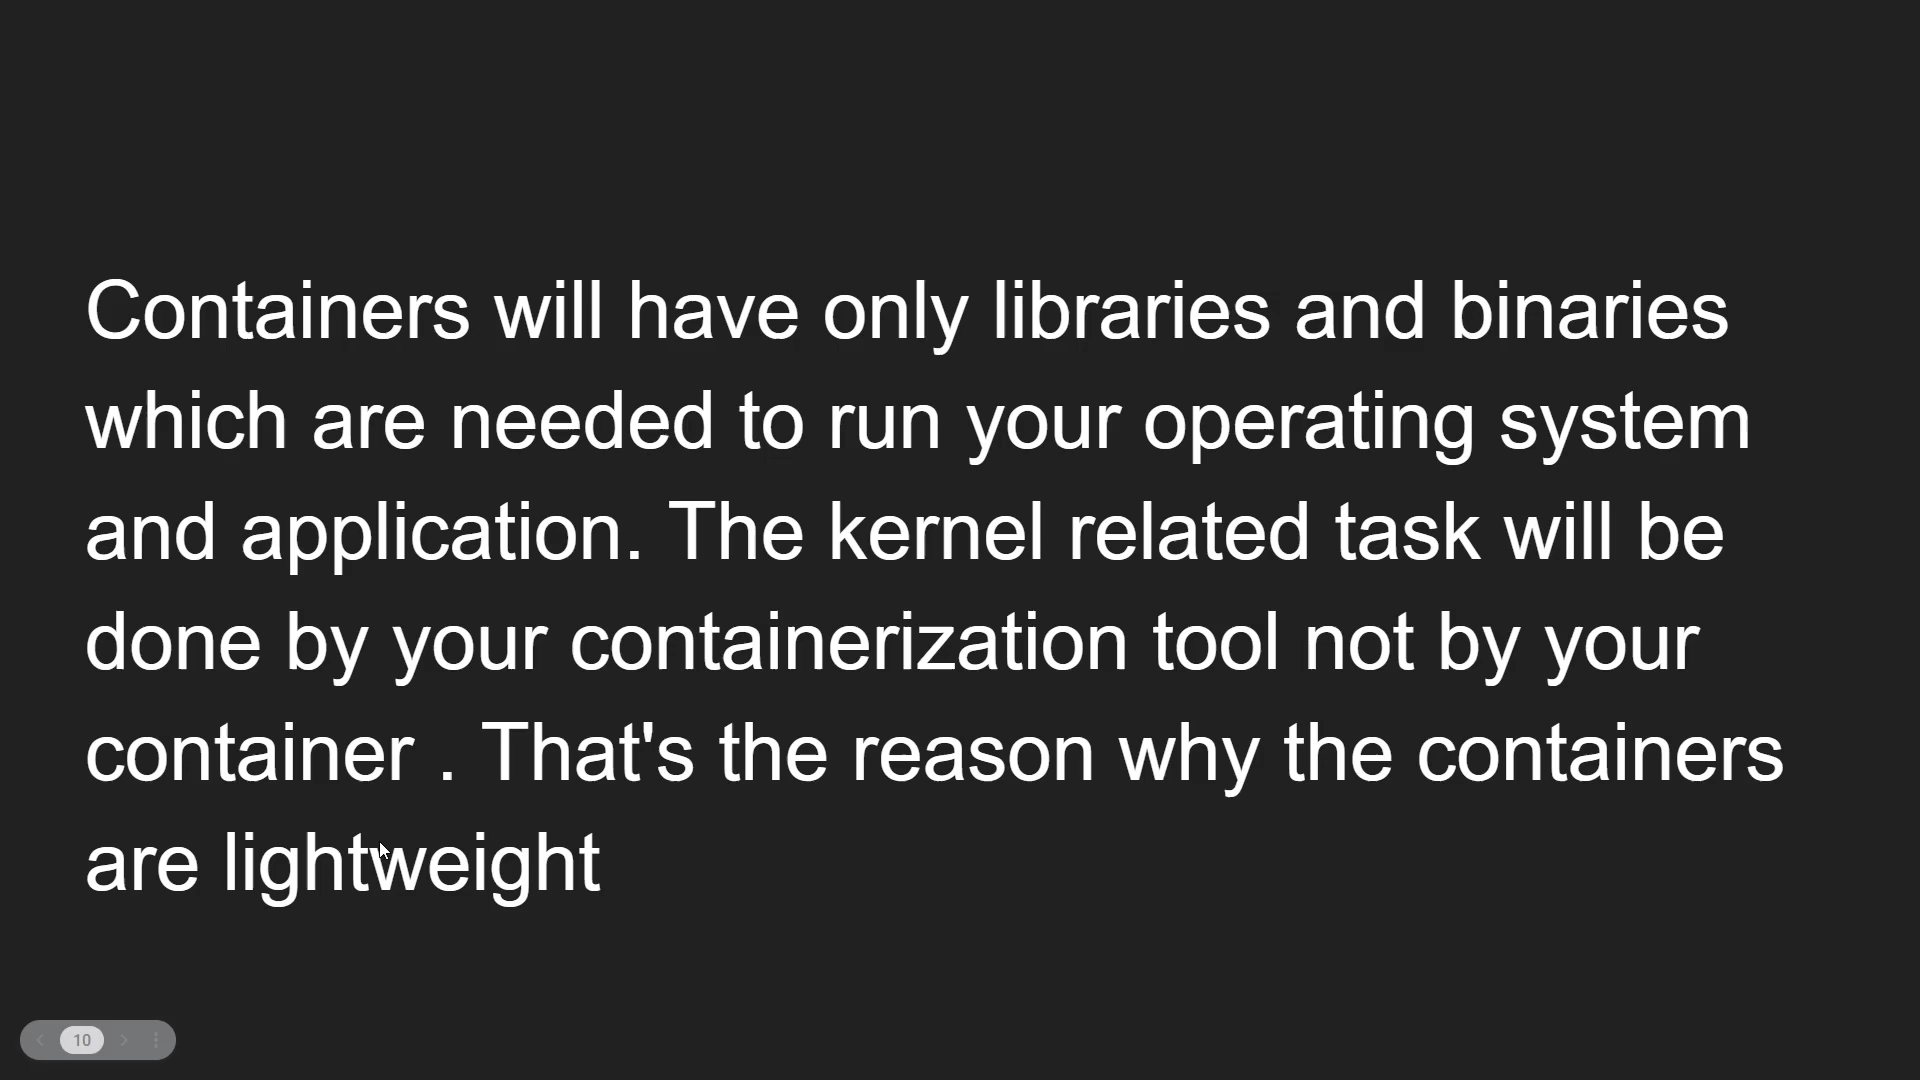 Containers will have only libraries and binaries
which are needed to run your operating system
and application. The kernel related task will be
done by your containerization tool not by your
container . That's the reason why the containers
are lightweight
10